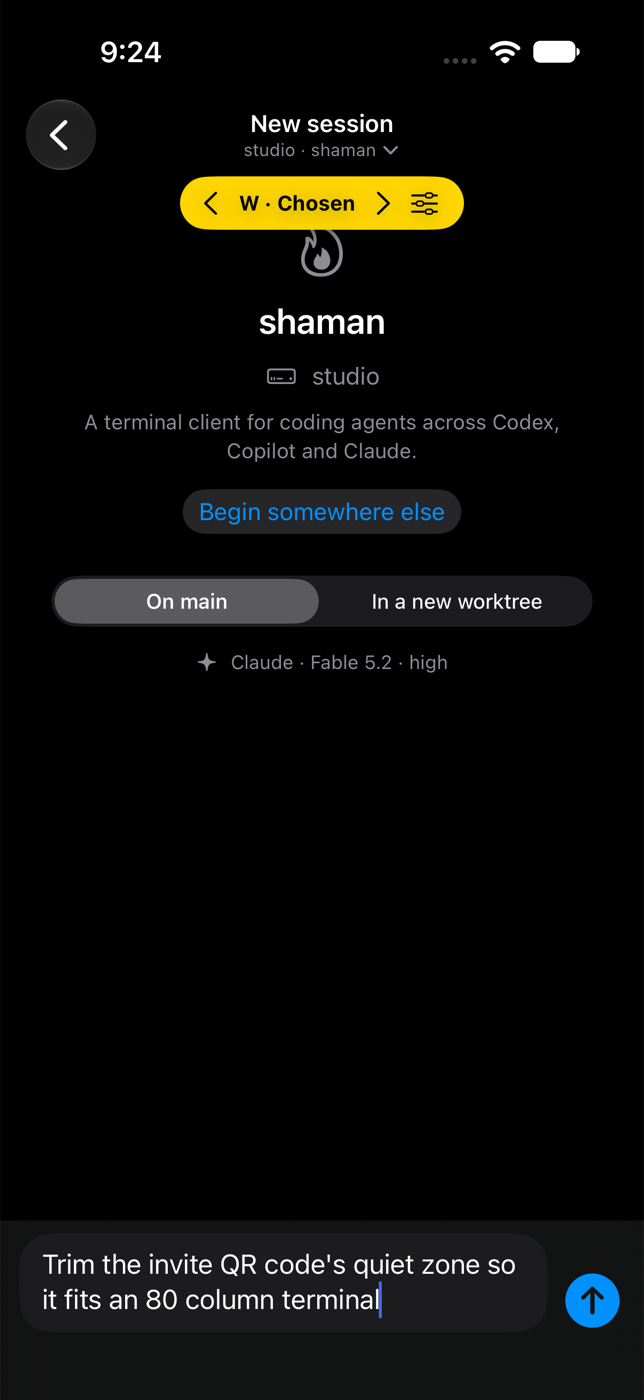 9:24
New session
studio · shaman
W · Chosen
shaman
studio
A terminal client for coding agents across Codex,
Copilot and Claude.
Begin somewhere else
On main
In a new worktree
Claude · Fable 5.2 · high
Trim the invite QR code's quiet zone so
it fits an 80 column terminal